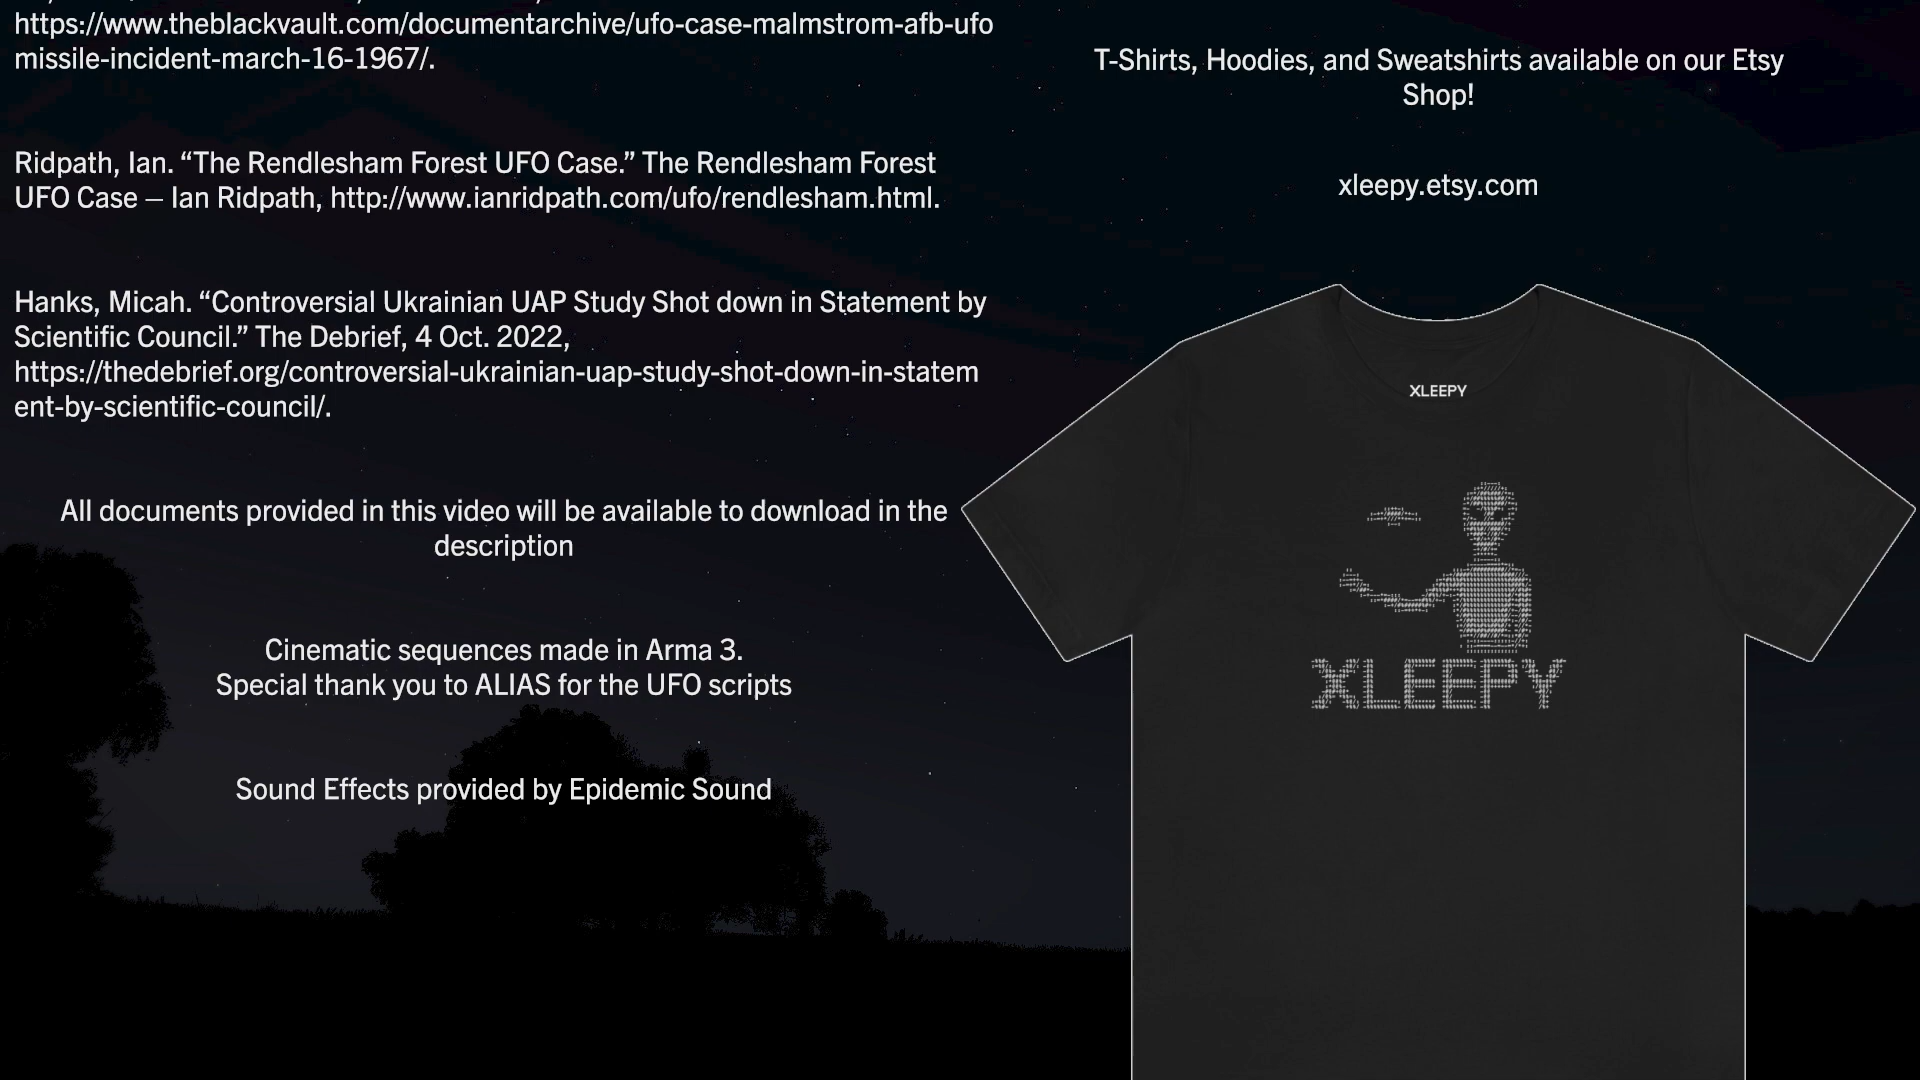 https://www.theblackvault.com/documentarchive/ufo-case-malmstrom-afb-ufo
missile-incident-march-16-1967/.
Ridpath, Ian. “The Rendlesham Forest UFO Case.” The Rendlesham Forest
UFO Case – Ian Ridpath, http://www.ianridpath.com/ufo/rendlesham.html.
Hanks, Micah. “Controversial Ukrainian UAP Study Shot down in Statement by
Scientific Council.” The Debrief, 4 Oct. 2022,
https://thedebrief.org/controversial-ukrainian-uap-study-shot-down-in-statem
ent-by-scientific-council/.
All documents provided in this video will be available to download in the
description
Cinematic sequences made in Arma 3.
Special thank you to ALIAS for the UFO scripts
Sound Effects provided by Epidemic Sound
T-Shirts, Hoodies, and Sweatshirts available on our Etsy
Shop!
xleepy.etsy.com
XLEEPY
XLEEPY